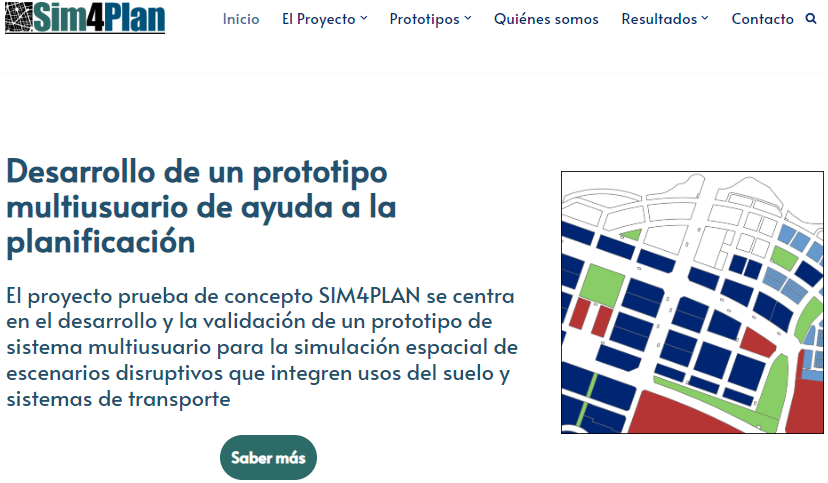 Sim4Plan
Inicio El Proyecto Prototipos Quiénes somos Resultados Contacto
Desarrollo de un prototipo
multiusuario de ayuda a la
planificación
El proyecto prueba de concepto SIM4PLAN se centra
en el desarrollo y la validación de un prototipo de
sistema multiusuario para la simulación espacial de
escenarios disruptivos que integren usos del suelo y
sistemas de transporte
Saber más